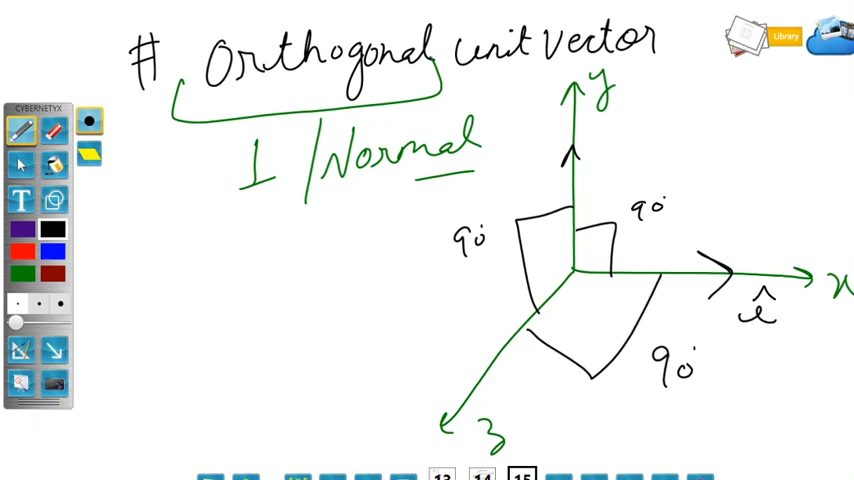 # Orthogonal unit vector
Library
⊥ / Normal
y
CYBERNETYX
90°
90°
x
î
90°
z
13 14 15